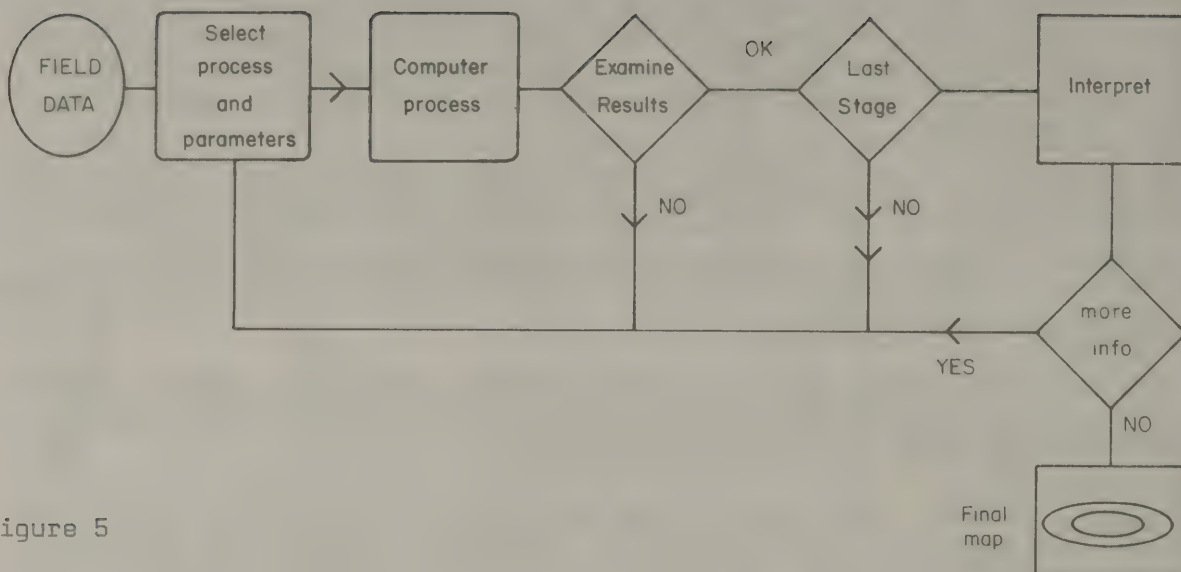 FIELD
DATA
Select
process
and
parameters
Computer
process
Examine
Results
OK
Last
Stage
Interpret
NO
NO
more
info
YES
NO
Final
map
igure 5